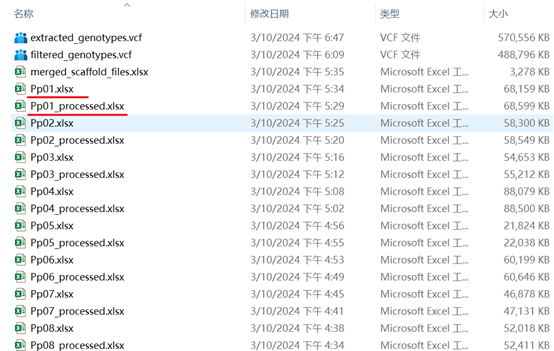 名称 修改日期 类型 大小
extracted_genotypes.vcf 3/10/2024 下午 6:47 VCF 文件 570,556 KB
filtered_genotypes.vcf 3/10/2024 下午 6:09 VCF 文件 488,796 KB
merged_scaffold_files.xlsx 3/10/2024 下午 5:35 Microsoft Excel 工... 3,278 KB
Pp01.xlsx 3/10/2024 下午 5:34 Microsoft Excel 工... 68,159 KB
Pp01_processed.xlsx 3/10/2024 下午 5:29 Microsoft Excel 工... 68,599 KB
Pp02.xlsx 3/10/2024 下午 5:25 Microsoft Excel 工... 58,300 KB
Pp02_processed.xlsx 3/10/2024 下午 5:20 Microsoft Excel 工... 58,549 KB
Pp03.xlsx 3/10/2024 下午 5:16 Microsoft Excel 工... 54,653 KB
Pp03_processed.xlsx 3/10/2024 下午 5:12 Microsoft Excel 工... 55,212 KB
Pp04.xlsx 3/10/2024 下午 5:08 Microsoft Excel 工... 88,079 KB
Pp04_processed.xlsx 3/10/2024 下午 5:02 Microsoft Excel 工... 88,500 KB
Pp05.xlsx 3/10/2024 下午 4:56 Microsoft Excel 工... 21,824 KB
Pp05_processed.xlsx 3/10/2024 下午 4:55 Microsoft Excel 工... 22,038 KB
Pp06.xlsx 3/10/2024 下午 4:53 Microsoft Excel 工... 60,199 KB
Pp06_processed.xlsx 3/10/2024 下午 4:49 Microsoft Excel 工... 60,646 KB
Pp07.xlsx 3/10/2024 下午 4:45 Microsoft Excel 工... 46,878 KB
Pp07_processed.xlsx 3/10/2024 下午 4:41 Microsoft Excel 工... 47,131 KB
Pp08.xlsx 3/10/2024 下午 4:38 Microsoft Excel 工... 52,018 KB
Pp08_processed.xlsx 3/10/2024 下午 4:34 Microsoft Excel 工... 52,411 KB